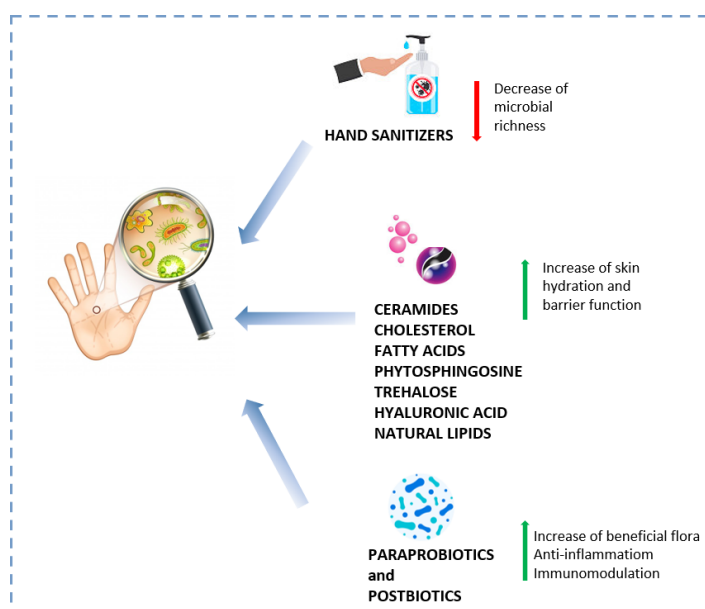 Decrease of
microbial
richness
HAND SANITIZERS
Increase of skin
hydration and
barrier function
CERAMIDES
CHOLESTEROL
FATTY ACIDS
PHYTOSPHINGOSINE
TREHALOSE
HYALURONIC ACID
NATURAL LIPIDS
Increase of beneficial flora
Anti-inflammatiom
Immunomodulation
PARAPROBIOTICS
and
POSTBIOTICS